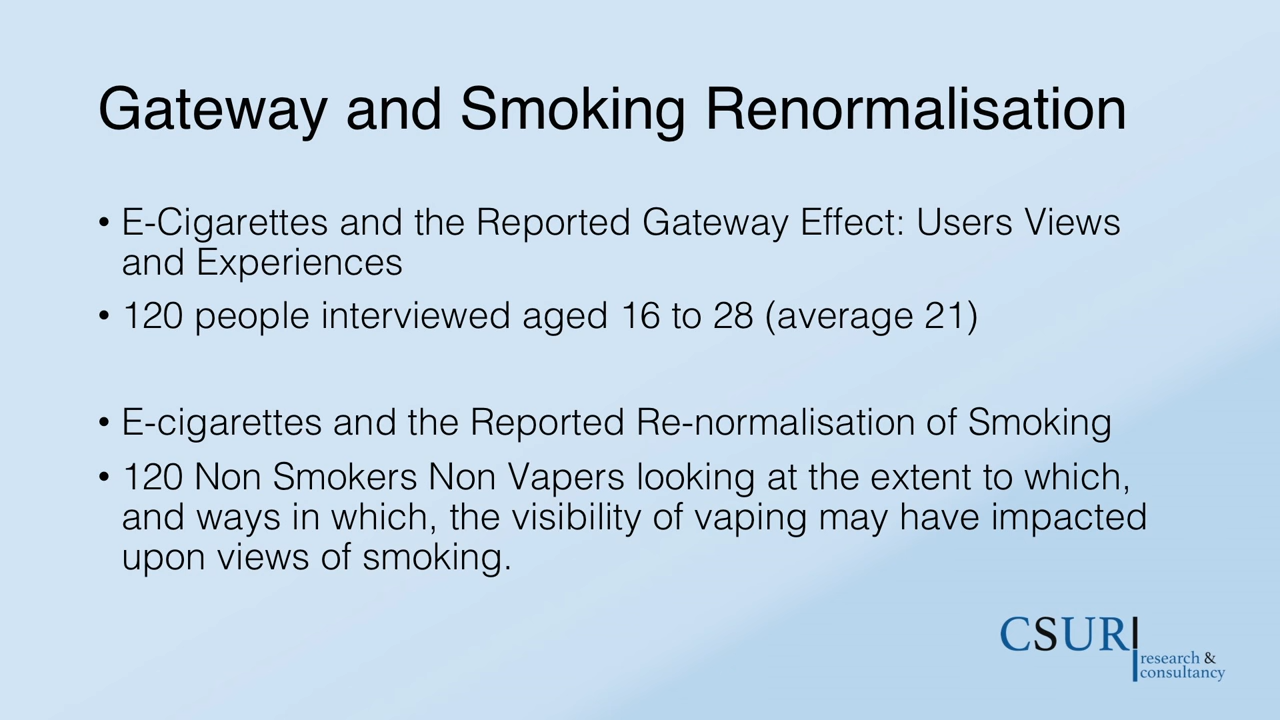 Gateway and Smoking Renormalisation
• E-Cigarettes and the Reported Gateway Effect: Users Views
and Experiences
• 120 people interviewed aged 16 to 28 (average 21)
• E-cigarettes and the Reported Re-normalisation of Smoking
• 120 Non Smokers Non Vapers looking at the extent to which,
and ways in which, the visibility of vaping may have impacted
upon views of smoking.
CSUR
research &
consultancy